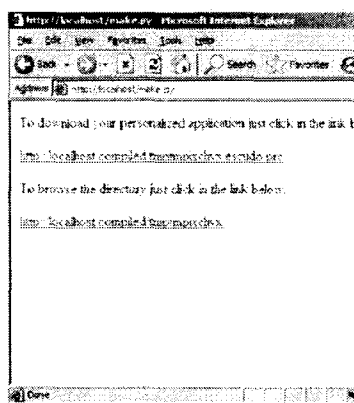 http://localhost/make.py - Microsoft Internet Explorer
File Edit View Favorites Tools Help
Back Search Favorites
Address http://localhost/make.py
To download your personalized application just click in the link b
To browse the directory just click in the link below:
Done